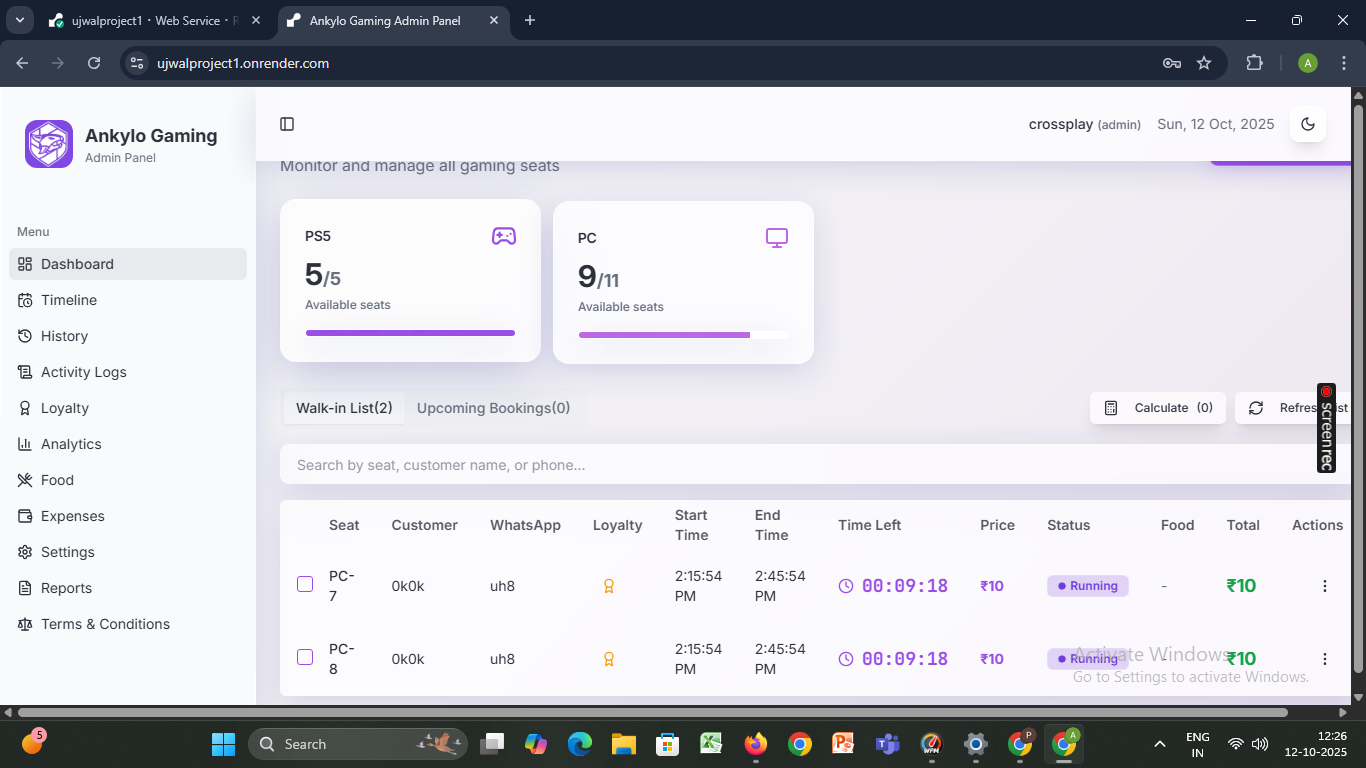 ujwalproject1 · Web Service · R
Ankylo Gaming Admin Panel
ujwalproject1.onrender.com
A
Ankylo Gaming
Admin Panel
crossplay (admin)
Sun, 12 Oct, 2025
Monitor and manage all gaming seats
Menu
Dashboard
Timeline
History
Activity Logs
Loyalty
Analytics
Food
Expenses
Settings
Reports
Terms & Conditions
PS5
5/5
Available seats
PC
9/11
Available seats
Walk-in List(2)
Upcoming Bookings(0)
Calculate (0)
Refresh List
screenrec
Search by seat, customer name, or phone...
Seat Customer WhatsApp Loyalty Start Time End Time Time Left Price Status Food Total Actions
PC-7 0k0k uh8 2:15:54 PM 2:45:54 PM 00:09:18 ₹10 Running - ₹10
PC-8 0k0k uh8 2:15:54 PM 2:45:54 PM 00:09:18 ₹10 Running - ₹10
Activate Windows
Go to Settings to activate Windows.
5
Search
WPM
P
A
ENG
IN
12:26
12-10-2025